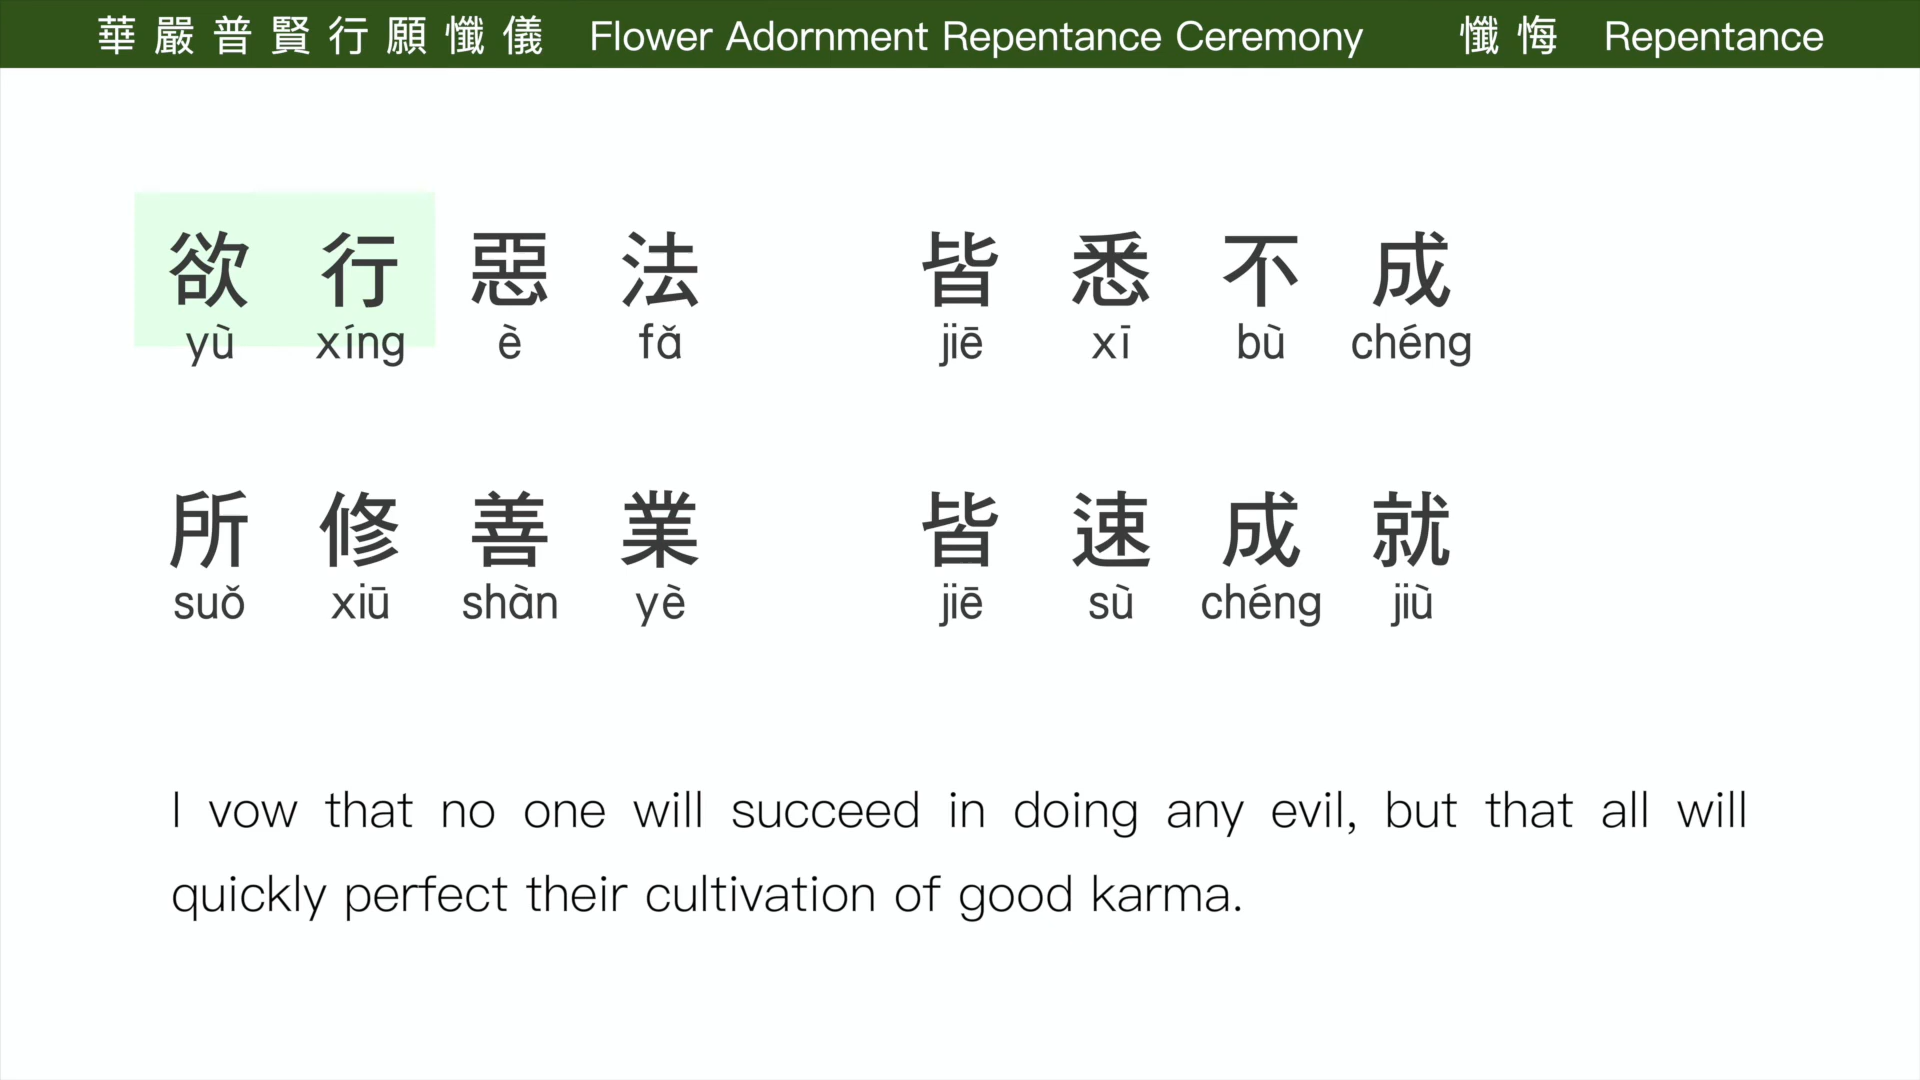 華嚴普賢行願懺儀 Flower Adornment Repentance Ceremony 懺悔 Repentance
欲行惡法 皆悉不成
yù xíng è fǎ jiē xī bù chéng
所修善業 皆速成就
suǒ xiū shàn yè jiē sù chéng jiù
I vow that no one will succeed in doing any evil, but that all will
quickly perfect their cultivation of good karma.